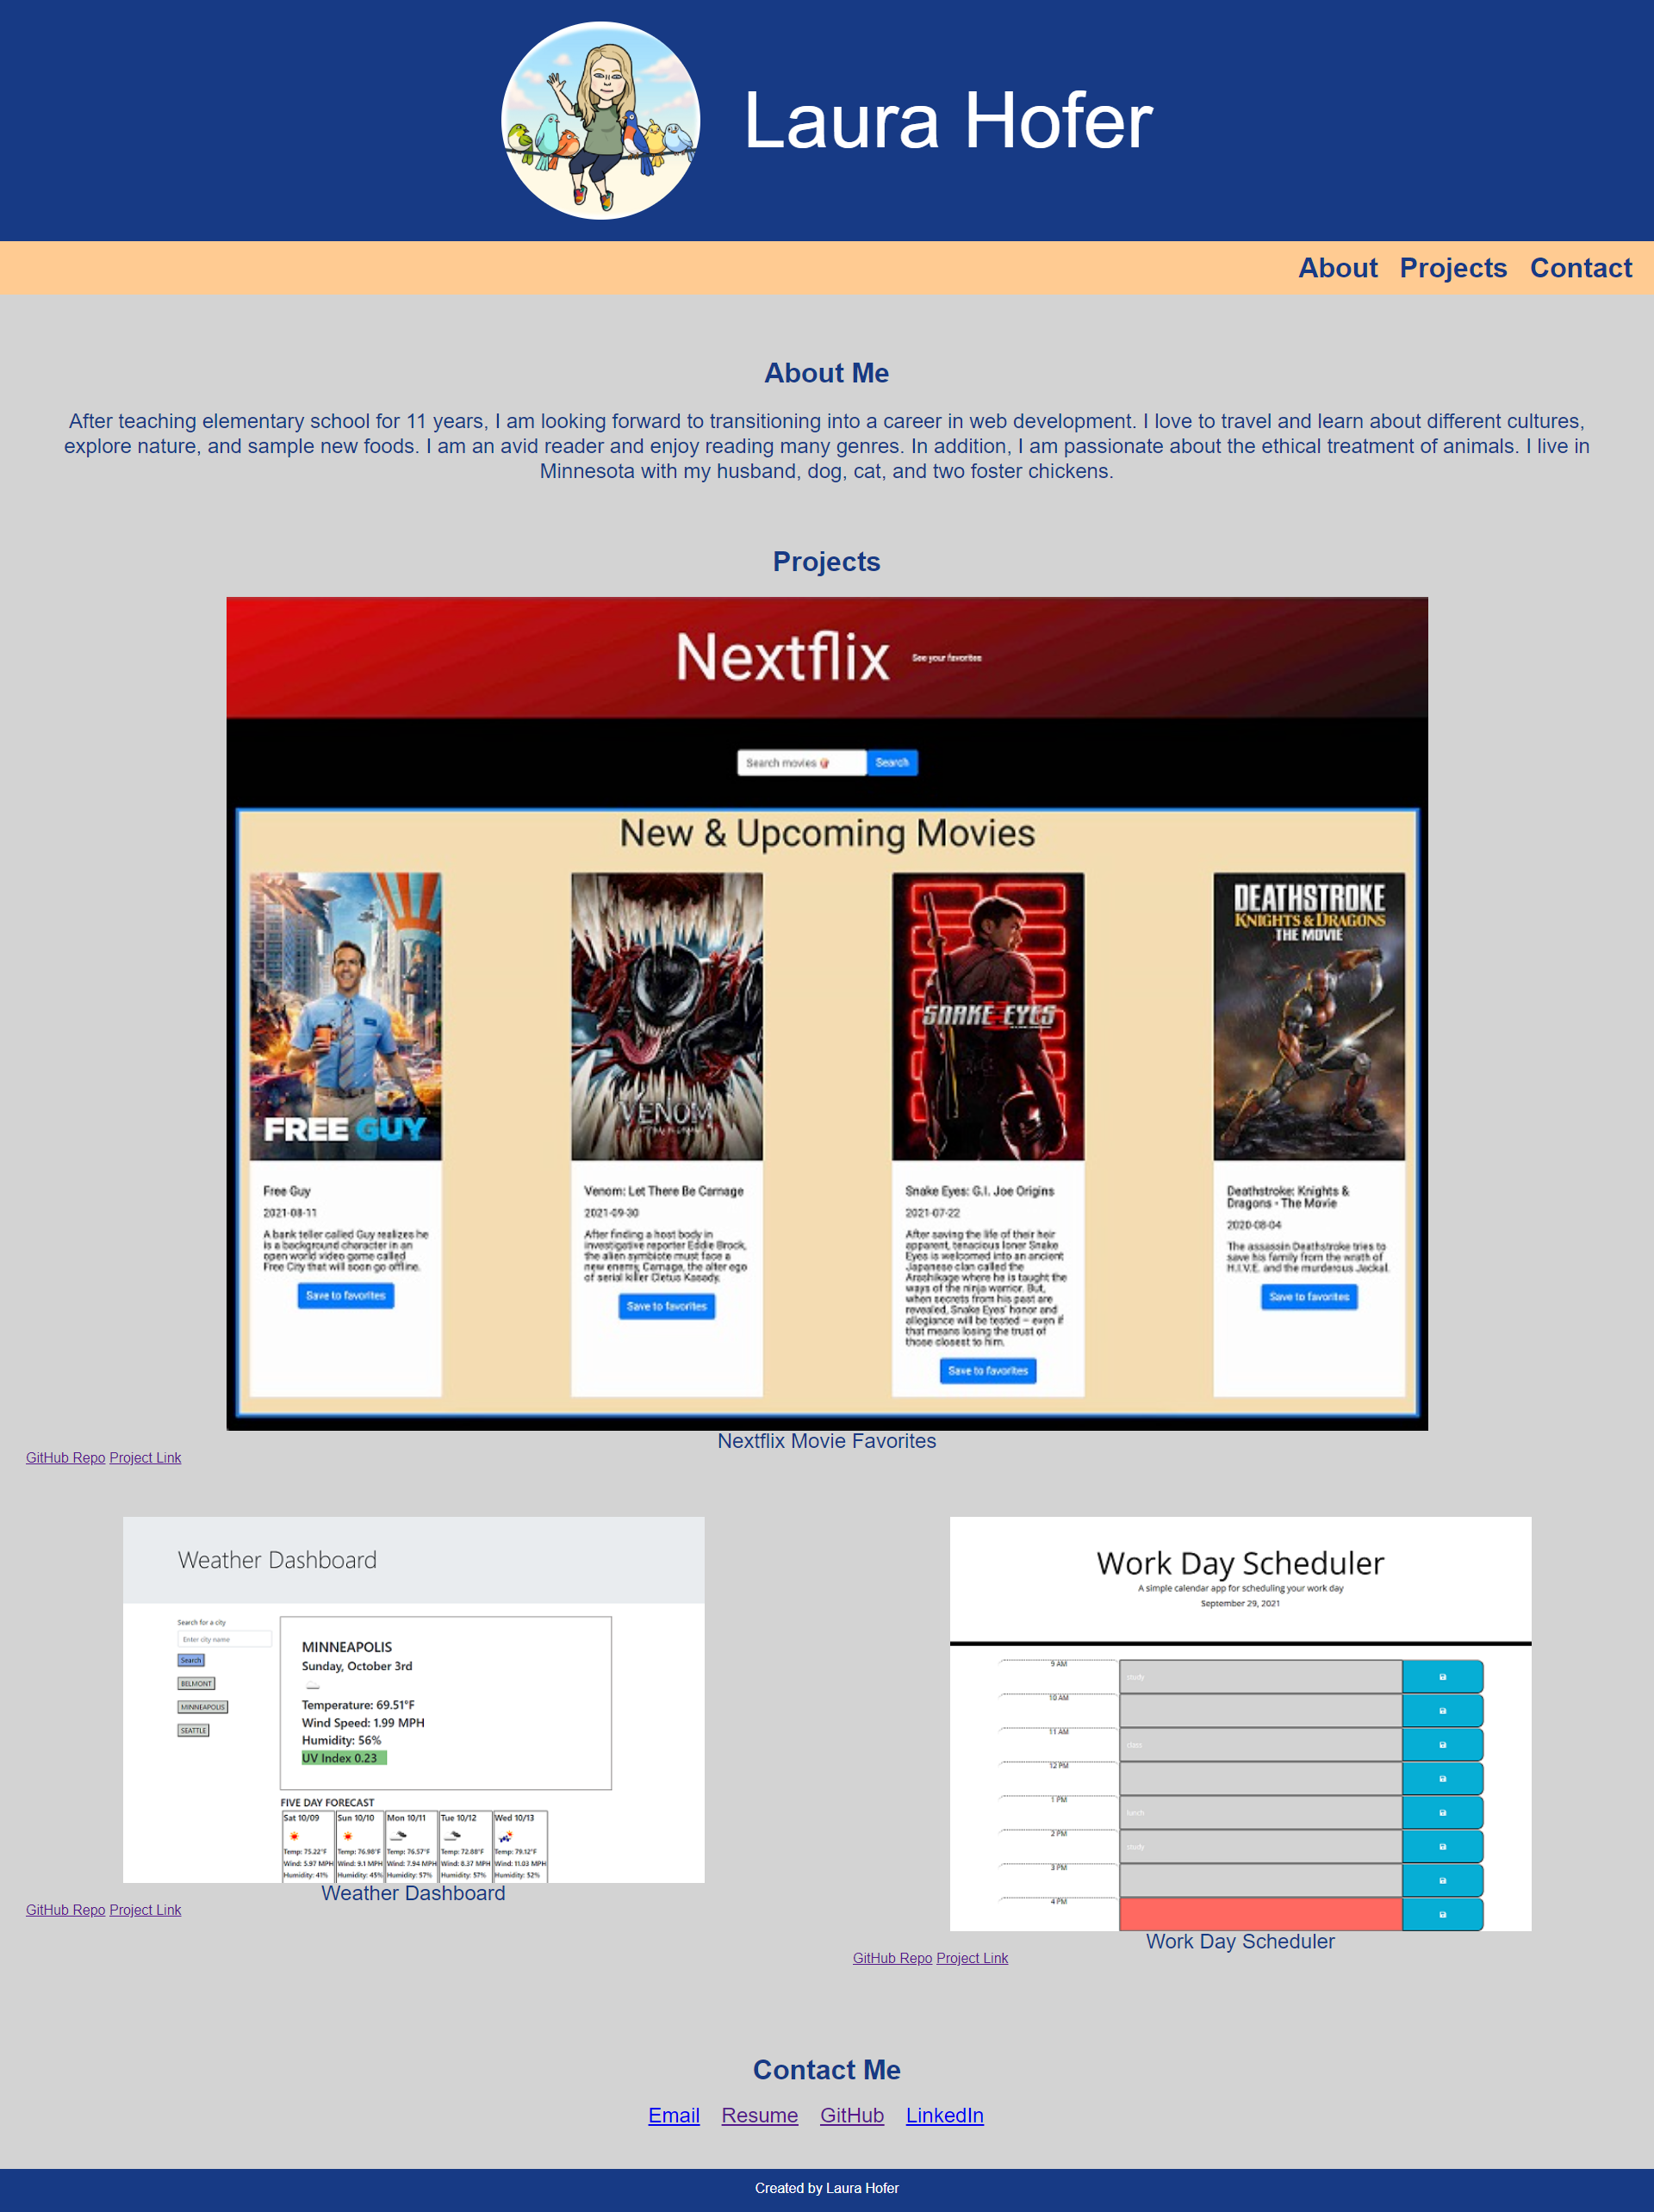 Laura Hofer
About Projects Contact
About Me
After teaching elementary school for 11 years, I am looking forward to transitioning into a career in web development. I love to travel and learn about different cultures,
explore nature, and sample new foods. I am an avid reader and enjoy reading many genres. In addition, I am passionate about the ethical treatment of animals. I live in
Minnesota with my husband, dog, cat, and two foster chickens.
Projects
Nextflix See your favorites
Search movies Search
New & Upcoming Movies
FREE GUY
VENOM
SNAKE EYES
DEATHSTROKE
KNIGHTS & DRAGONS
THE MOVIE
Free Guy
2021-08-11
A bank teller called Guy realizes he
is a background character in an
open world video game called
Free City that will soon go offline.
Save to favorites
Venom: Let There Be Carnage
2021-09-30
After finding a host body in
investigative reporter Eddie Brock,
the alien symbiote must face a
new enemy, Carnage, the alter ego
of serial killer Cletus Kasady.
Save to favorites
Snake Eyes: G.I. Joe Origins
2021-07-22
After saving the life of their heir
apparent, tenacious loner Snake
Eyes is welcomed into an ancient
Japanese clan called the
Arashikage where he is taught the
ways of the ninja warrior. But,
when secrets from his past are
revealed, Snake Eyes' honor and
allegiance will be tested – even if
that means losing the trust of
those closest to him.
Save to favorites
Deathstroke: Knights &
Dragons - The Movie
2020-08-04
The assassin Deathstroke tries to
save his family from the wrath of
H.I.V.E. and the murderous Jackal.
Save to favorites
Nextflix Movie Favorites
GitHub Repo Project Link
Weather Dashboard
Search for a city
Enter city name
Search
BELMONT
MINNEAPOLIS
SEATTLE
MINNEAPOLIS
Sunday, October 3rd
Temperature: 69.51°F
Wind Speed: 1.99 MPH
Humidity: 56%
UV Index 0.23
FIVE DAY FORECAST
Sat 10/09 Sun 10/10 Mon 10/11 Tue 10/12 Wed 10/13
Temp: 75.22°F Temp: 76.98°F Temp: 76.57°F Temp: 72.88°F Temp: 79.12°F
Wind: 5.97 MPH Wind: 9.1 MPH Wind: 7.94 MPH Wind: 8.37 MPH Wind: 11.03 MPH
Humidity: 41% Humidity: 45% Humidity: 57% Humidity: 57% Humidity: 52%
Weather Dashboard
GitHub Repo Project Link
Work Day Scheduler
A simple calendar app for scheduling your work day
September 29, 2021
9 AM study
10 AM
11 AM class
12 PM
1 PM lunch
2 PM study
3 PM
4 PM
Work Day Scheduler
GitHub Repo Project Link
Contact Me
Email Resume GitHub LinkedIn
Created by Laura Hofer